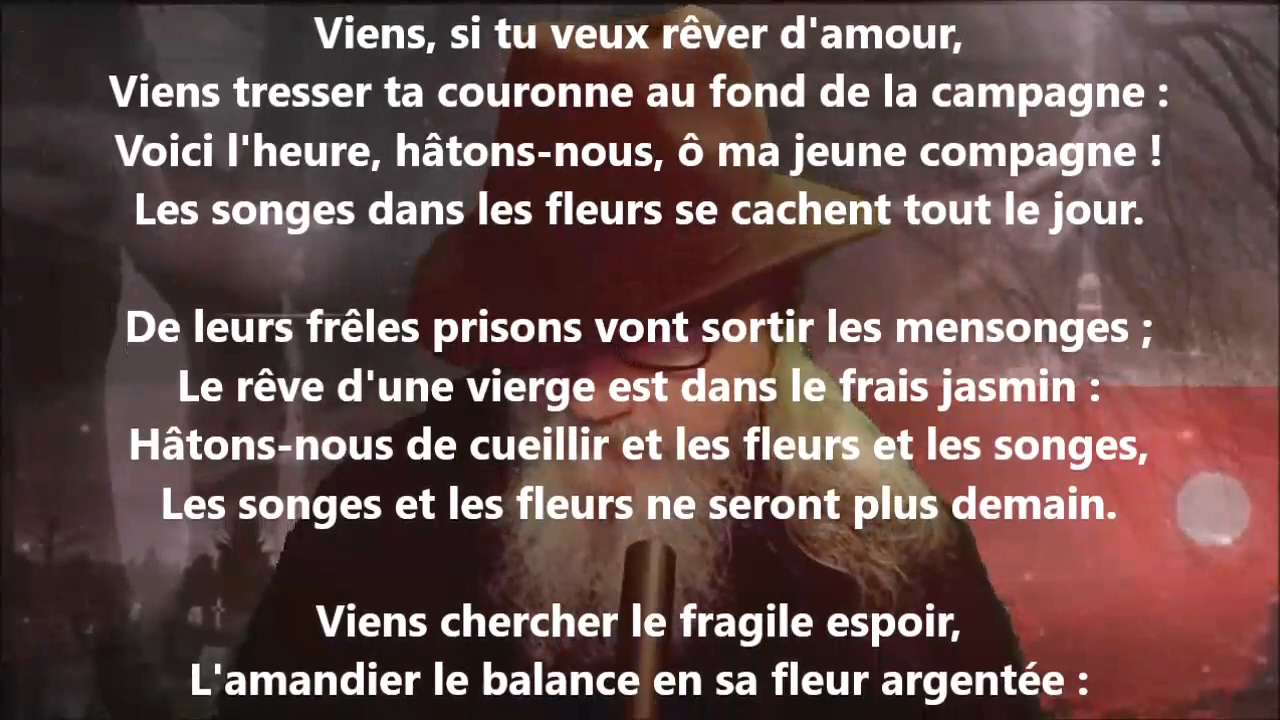 Viens, si tu veux rêver d'amour,
Viens tresser ta couronne au fond de la campagne :
Voici l'heure, hâtons-nous, ô ma jeune compagne !
Les songes dans les fleurs se cachent tout le jour.
De leurs frêles prisons vont sortir les mensonges ;
Le rêve d'une vierge est dans le frais jasmin :
Hâtons-nous de cueillir et les fleurs et les songes,
Les songes et les fleurs ne seront plus demain.
Viens chercher le fragile espoir,
L'amandier le balance en sa fleur argentée :